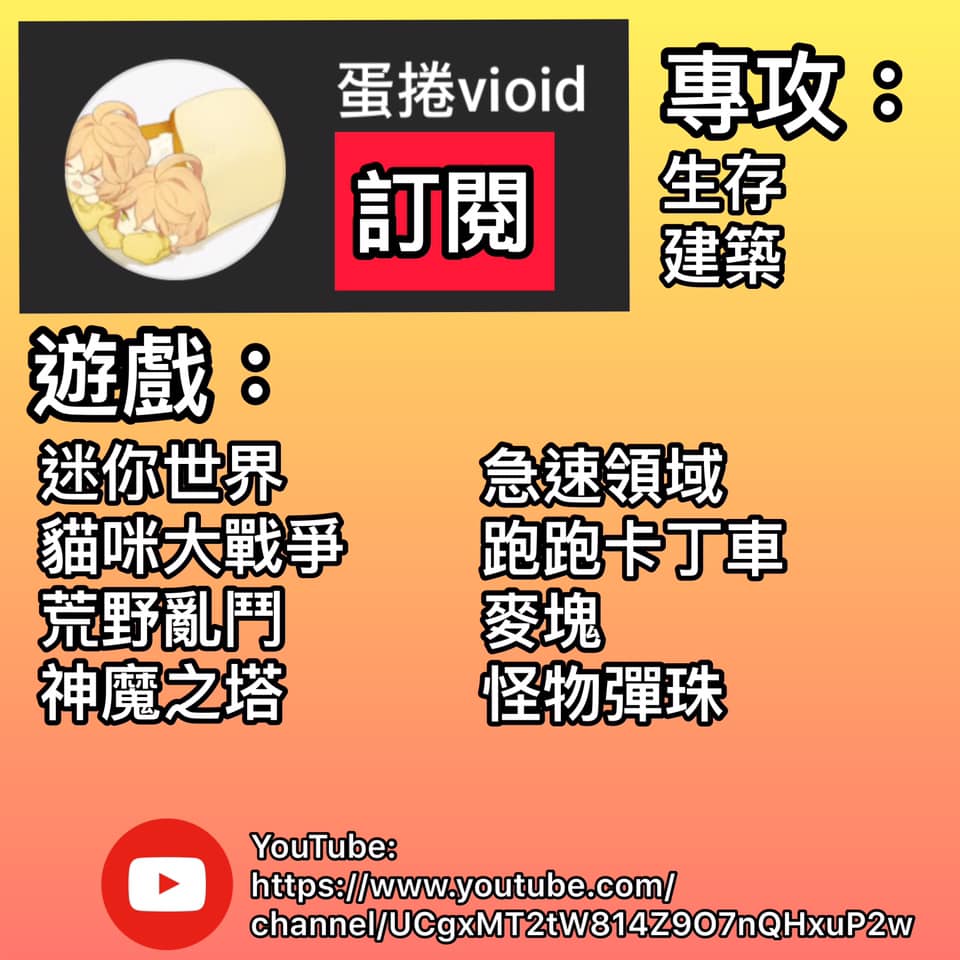 蛋捲vioid
訂閱
專攻：
生存
建築
遊戲：
迷你世界
貓咪大戰爭
荒野亂鬥
神魔之塔
急速領域
跑跑卡丁車
麥塊
怪物彈珠
YouTube:
https://www.youtube.com/
channel/UCgxMT2tW814Z9O7nQHxuP2w